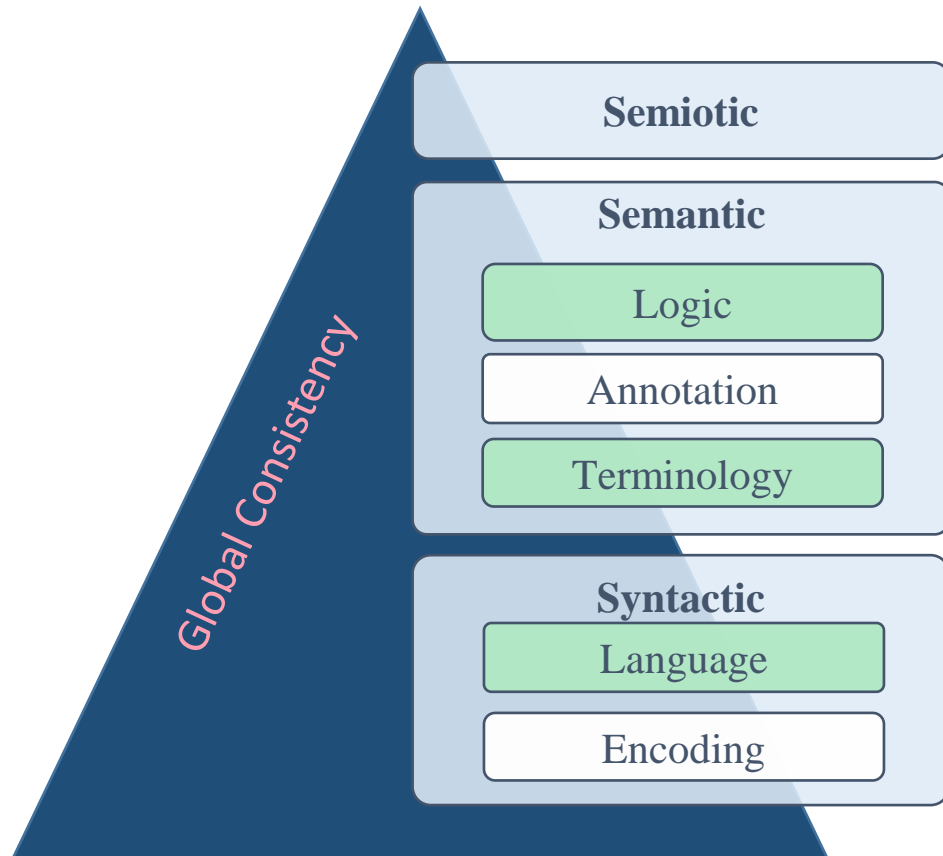 Semiotic
Semantic
Logic
Annotation
Terminology
Global Consistency
Syntactic
Language
Encoding